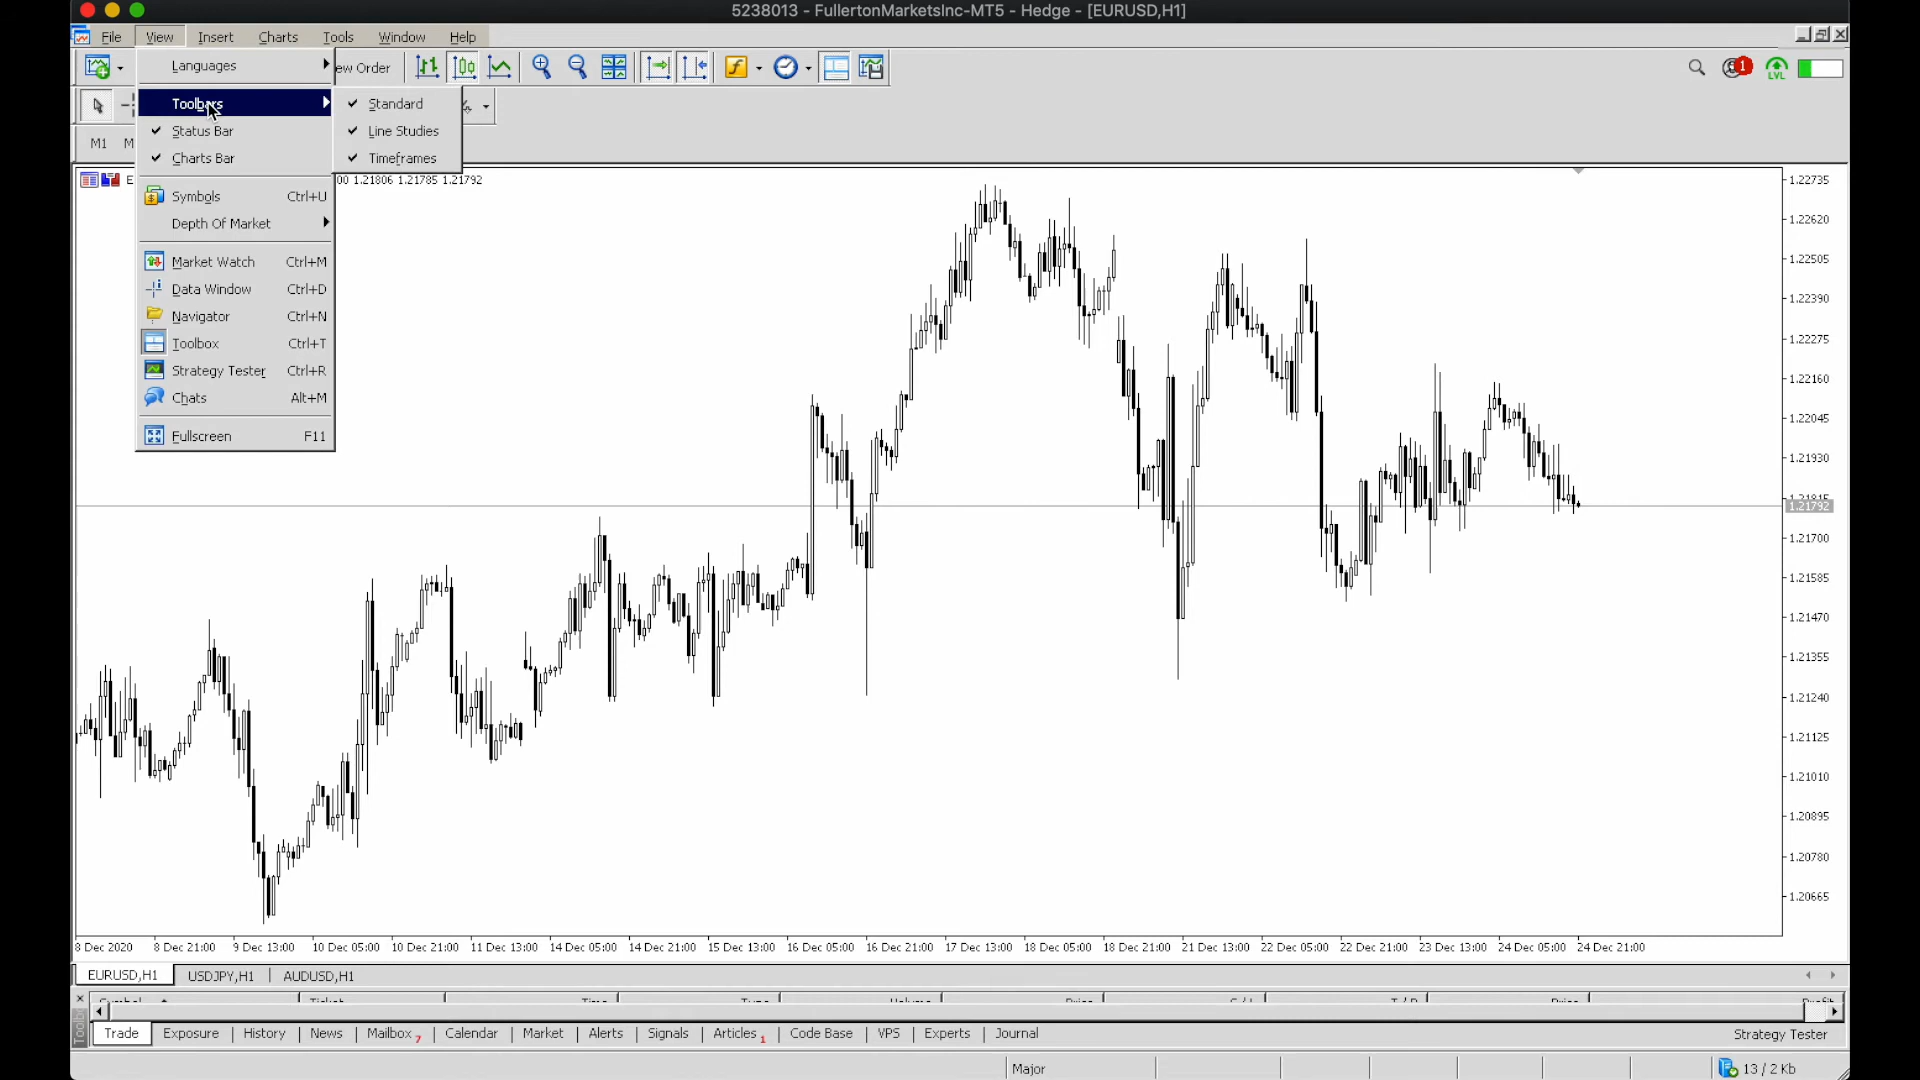 5238013 - FullertonMarketsInc-MT5 - Hedge - [EURUSD,H1]
File View Insert Charts Tools Window Help
ew Order
1
LVL
M1 M
Languages
Toolbars
Status Bar
Charts Bar
Symbols Ctrl+U
Depth Of Market
Market Watch Ctrl+M
Data Window Ctrl+D
Navigator Ctrl+N
Toolbox Ctrl+T
Strategy Tester Ctrl+R
Chats Alt+M
Fullscreen F11
Standard
Line Studies
Timeframes
E
00 1.21806 1.21785 1.21792
1.22735
1.22620
1.22505
1.22390
1.22275
1.22160
1.22045
1.21930
1.21815
1.21792
1.21700
1.21585
1.21470
1.21355
1.21240
1.21125
1.21010
1.20895
1.20780
1.20665
8 Dec 2020 8 Dec 21:00 9 Dec 13:00 10 Dec 05:00 10 Dec 21:00 11 Dec 13:00 14 Dec 05:00 14 Dec 21:00 15 Dec 13:00 16 Dec 05:00 16 Dec 21:00 17 Dec 13:00 18 Dec 05:00 18 Dec 21:00 21 Dec 13:00 22 Dec 05:00 22 Dec 21:00 23 Dec 13:00 24 Dec 05:00 24 Dec 21:00
EURUSD,H1 USDJPY,H1 AUDUSD,H1
Trade Exposure History News Mailbox 7 Calendar Market Alerts Signals Articles 1 Code Base VPS Experts Journal Strategy Tester
Major 13 / 2 Kb